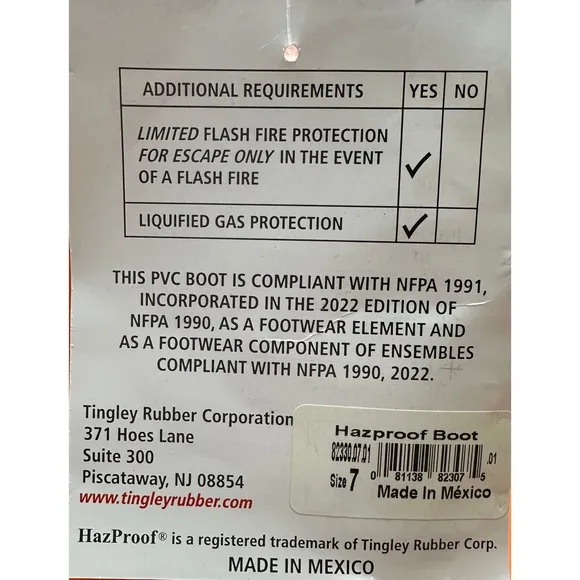 ADDITIONAL REQUIREMENTS YES NO
LIMITED FLASH FIRE PROTECTION
FOR ESCAPE ONLY IN THE EVENT
OF A FLASH FIRE ✓
LIQUIFIED GAS PROTECTION ✓
THIS PVC BOOT IS COMPLIANT WITH NFPA 1991,
INCORPORATED IN THE 2022 EDITION OF
NFPA 1990, AS A FOOTWEAR ELEMENT AND
AS A FOOTWEAR COMPONENT OF ENSEMBLES
COMPLIANT WITH NFPA 1990, 2022.
Tingley Rubber Corporation
371 Hoes Lane
Suite 300
Piscataway, NJ 08854
www.tingleyrubber.com
Hazproof Boot
82330.07.01
.01
Size 7
0 81138 82307 5
Made In México
HazProof® is a registered trademark of Tingley Rubber Corp.
MADE IN MEXICO